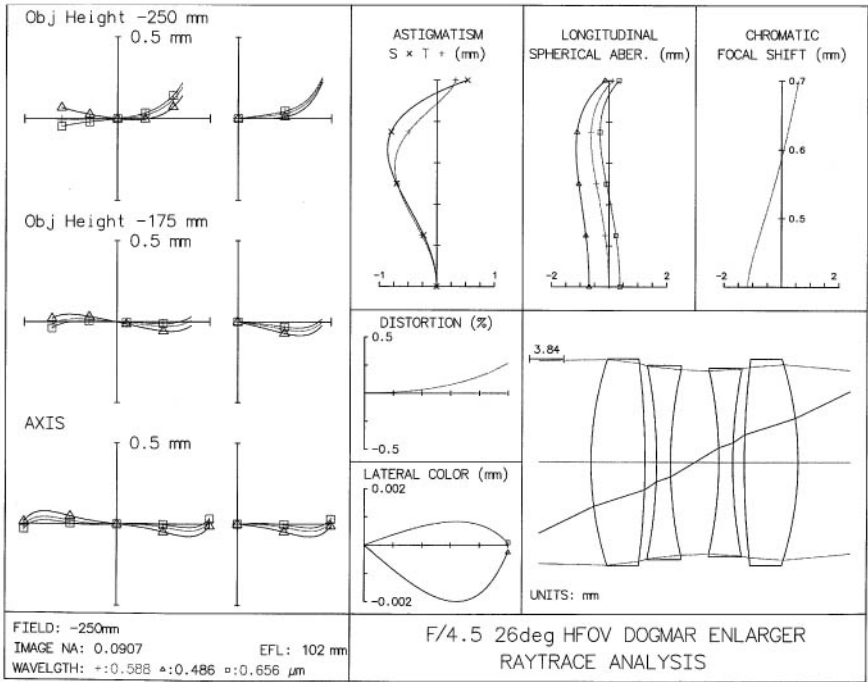 Obj Height -250 mm
0.5 mm
Obj Height -175 mm
0.5 mm
AXIS
0.5 mm
ASTIGMATISM
S × T + (mm)
-1
1
LONGITUDINAL
SPHERICAL ABER. (mm)
-2
2
CHROMATIC
FOCAL SHIFT (mm)
0.7
0.6
0.5
-2
2
DISTORTION (%)
0.5
-0.5
LATERAL COLOR (mm)
0.002
-0.002
3.84
UNITS: mm
FIELD: -250mm
IMAGE NA: 0.0907 EFL: 102 mm
WAVELGTH: +:0.588 ▵:0.486 ▫:0.656 µm
F/4.5 26deg HFOV DOGMAR ENLARGER
RAYTRACE ANALYSIS